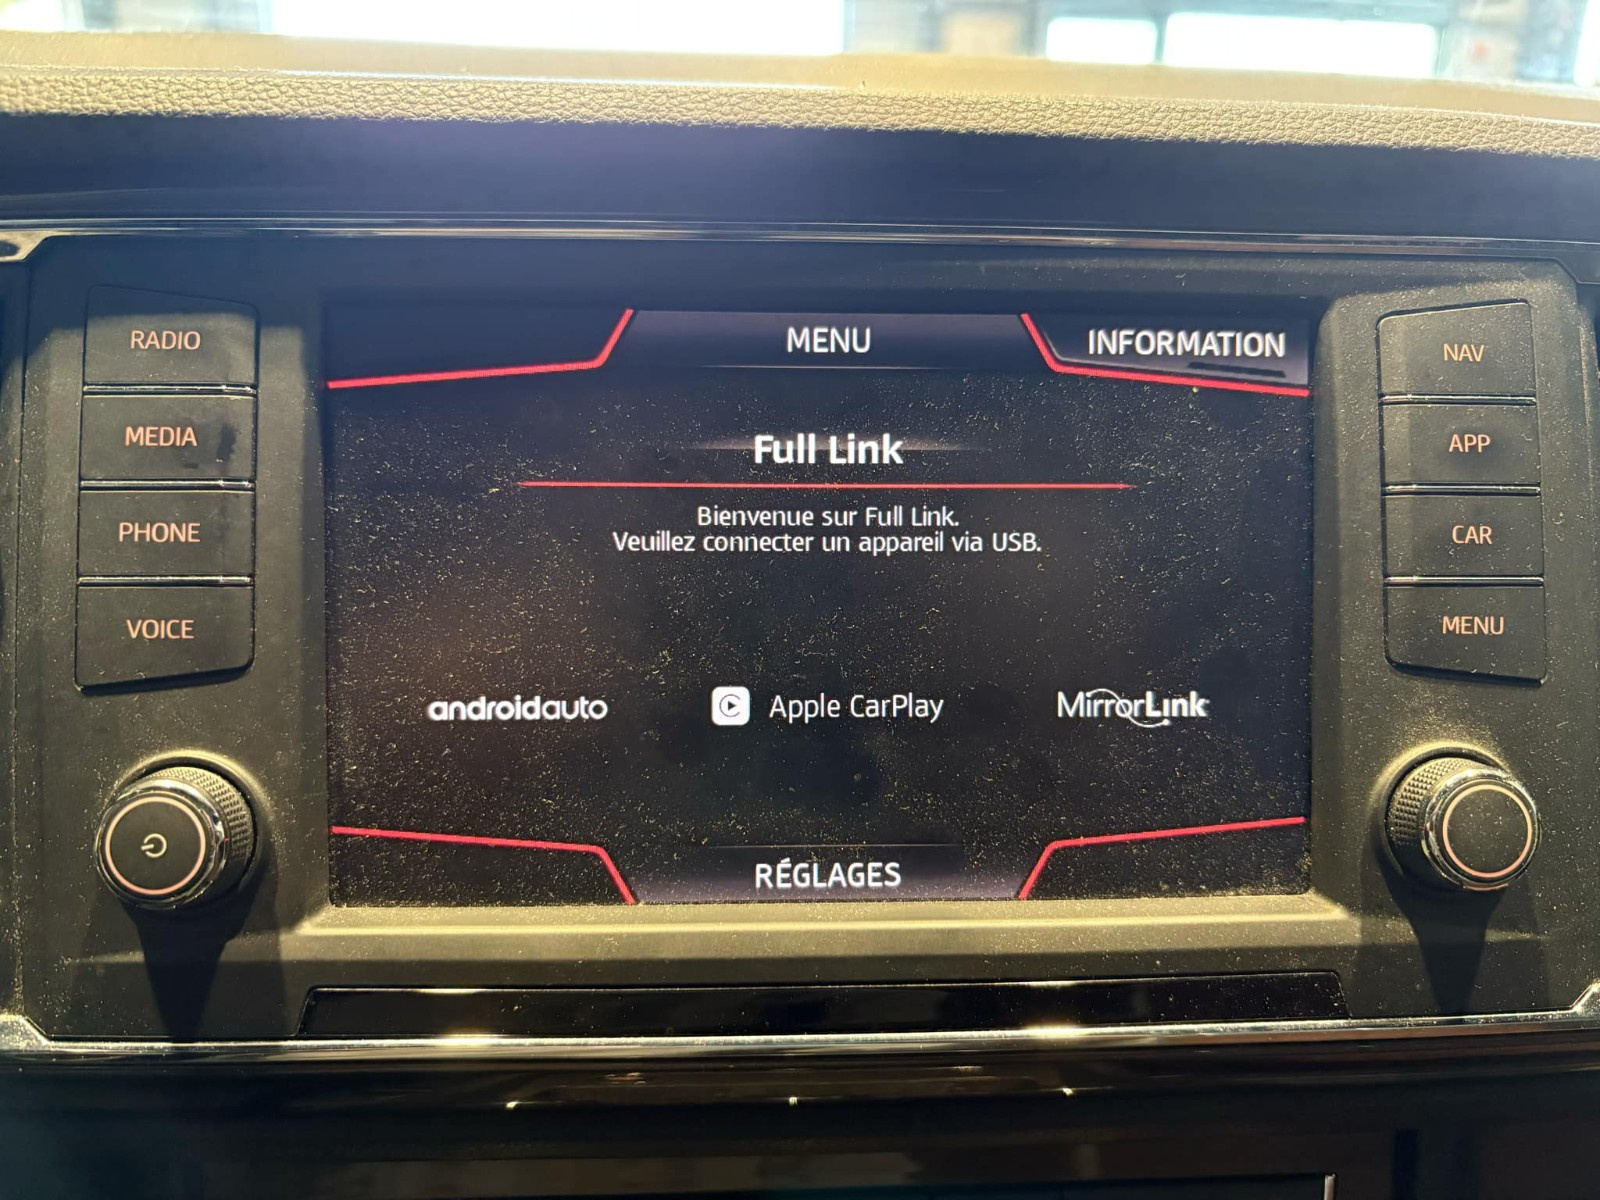 RADIO
MEDIA
PHONE
VOICE
MENU
INFORMATION
Full Link
Bienvenue sur Full Link.
Veuillez connecter un appareil via USB.
androidauto
Apple CarPlay
MirrorLink
RÉGLAGES
NAV
APP
CAR
MENU